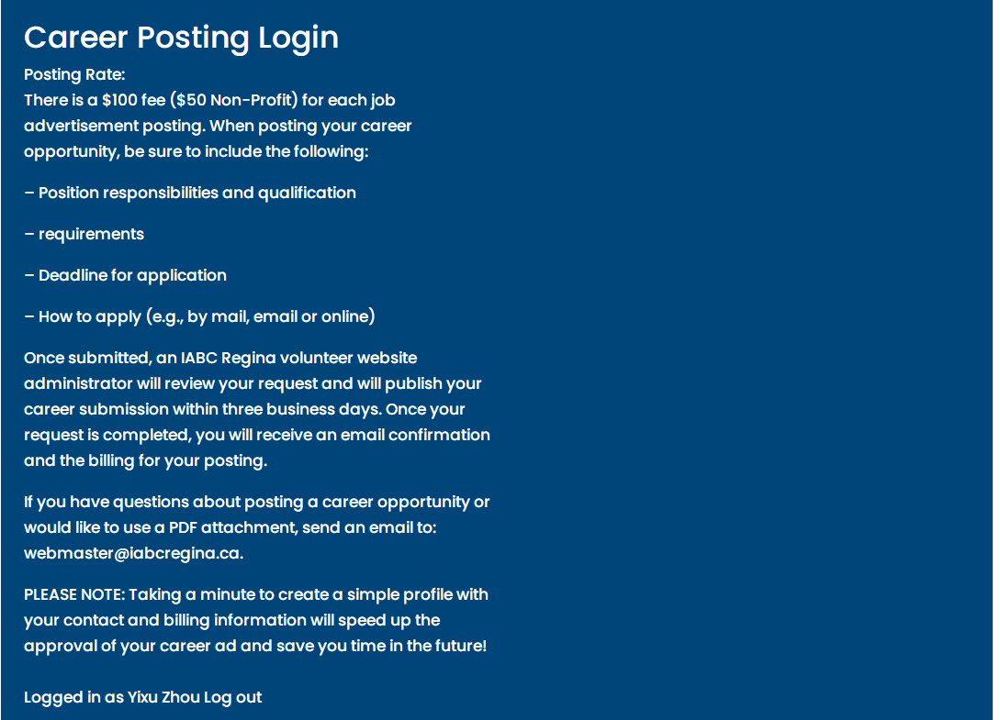 Career Posting Login
Posting Rate:
There is a $100 fee ($50 Non-Profit) for each job
advertisement posting. When posting your career
opportunity, be sure to include the following:
– Position responsibilities and qualification
– requirements
– Deadline for application
– How to apply (e.g., by mail, email or online)
Once submitted, an IABC Regina volunteer website
administrator will review your request and will publish your
career submission within three business days. Once your
request is completed, you will receive an email confirmation
and the billing for your posting.
If you have questions about posting a career opportunity or
would like to use a PDF attachment, send an email to:
webmaster@iabcregina.ca.
PLEASE NOTE: Taking a minute to create a simple profile with
your contact and billing information will speed up the
approval of your career ad and save you time in the future!
Logged in as Yixu Zhou Log out